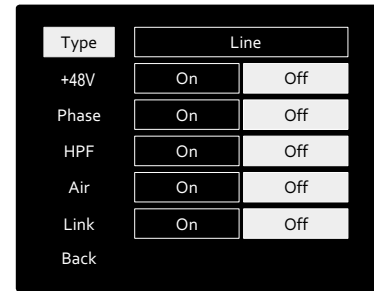 Type Line
+48V On Off
Phase On Off
HPF On Off
Air On Off
Link On Off
Back